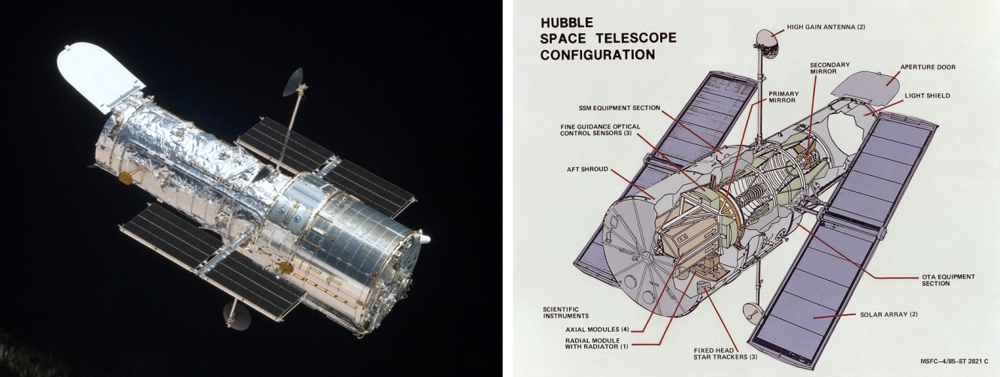 HUBBLE
SPACE TELESCOPE
CONFIGURATION
HIGH GAIN ANTENNA (2)
SECONDARY
MIRROR
APERTURE DOOR
PRIMARY
MIRROR
LIGHT SHIELD
SSM EQUIPMENT SECTION
FINE GUIDANCE OPTICAL
CONTROL SENSORS (3)
AFT SHROUD
OTA EQUIPMENT
SECTION
SCIENTIFIC
INSTRUMENTS
SOLAR ARRAY (2)
AXIAL MODULES (4)
RADIAL MODULE
WITH RADIATOR (1)
FIXED HEAD
STAR TRACKERS (3)
MSFC—4/85—ST 2821 C